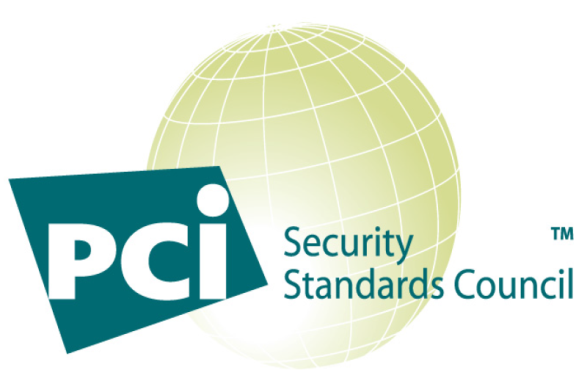 PCi
Security
Standards Council
TM